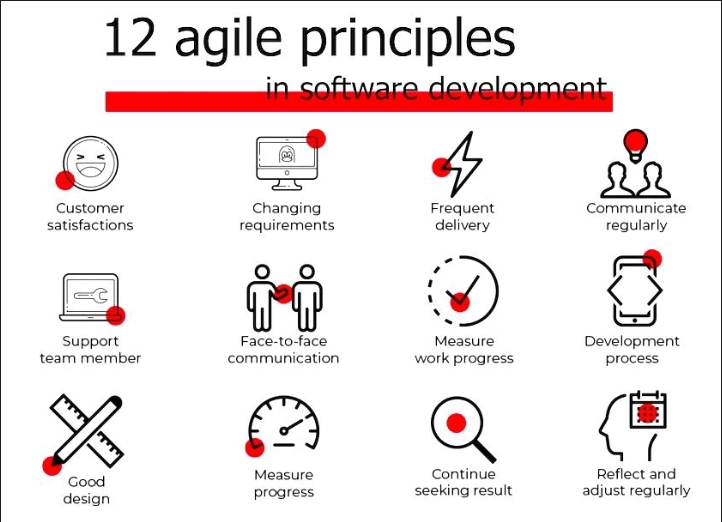 12 agile principles
in software development
Customer
satisfactions
Changing
requirements
Frequent
delivery
Communicate
regularly
Support
team member
Face-to-face
communication
Measure
work progress
Development
process
Good
design
Measure
progress
Continue
seeking result
Reflect and
adjust regularly